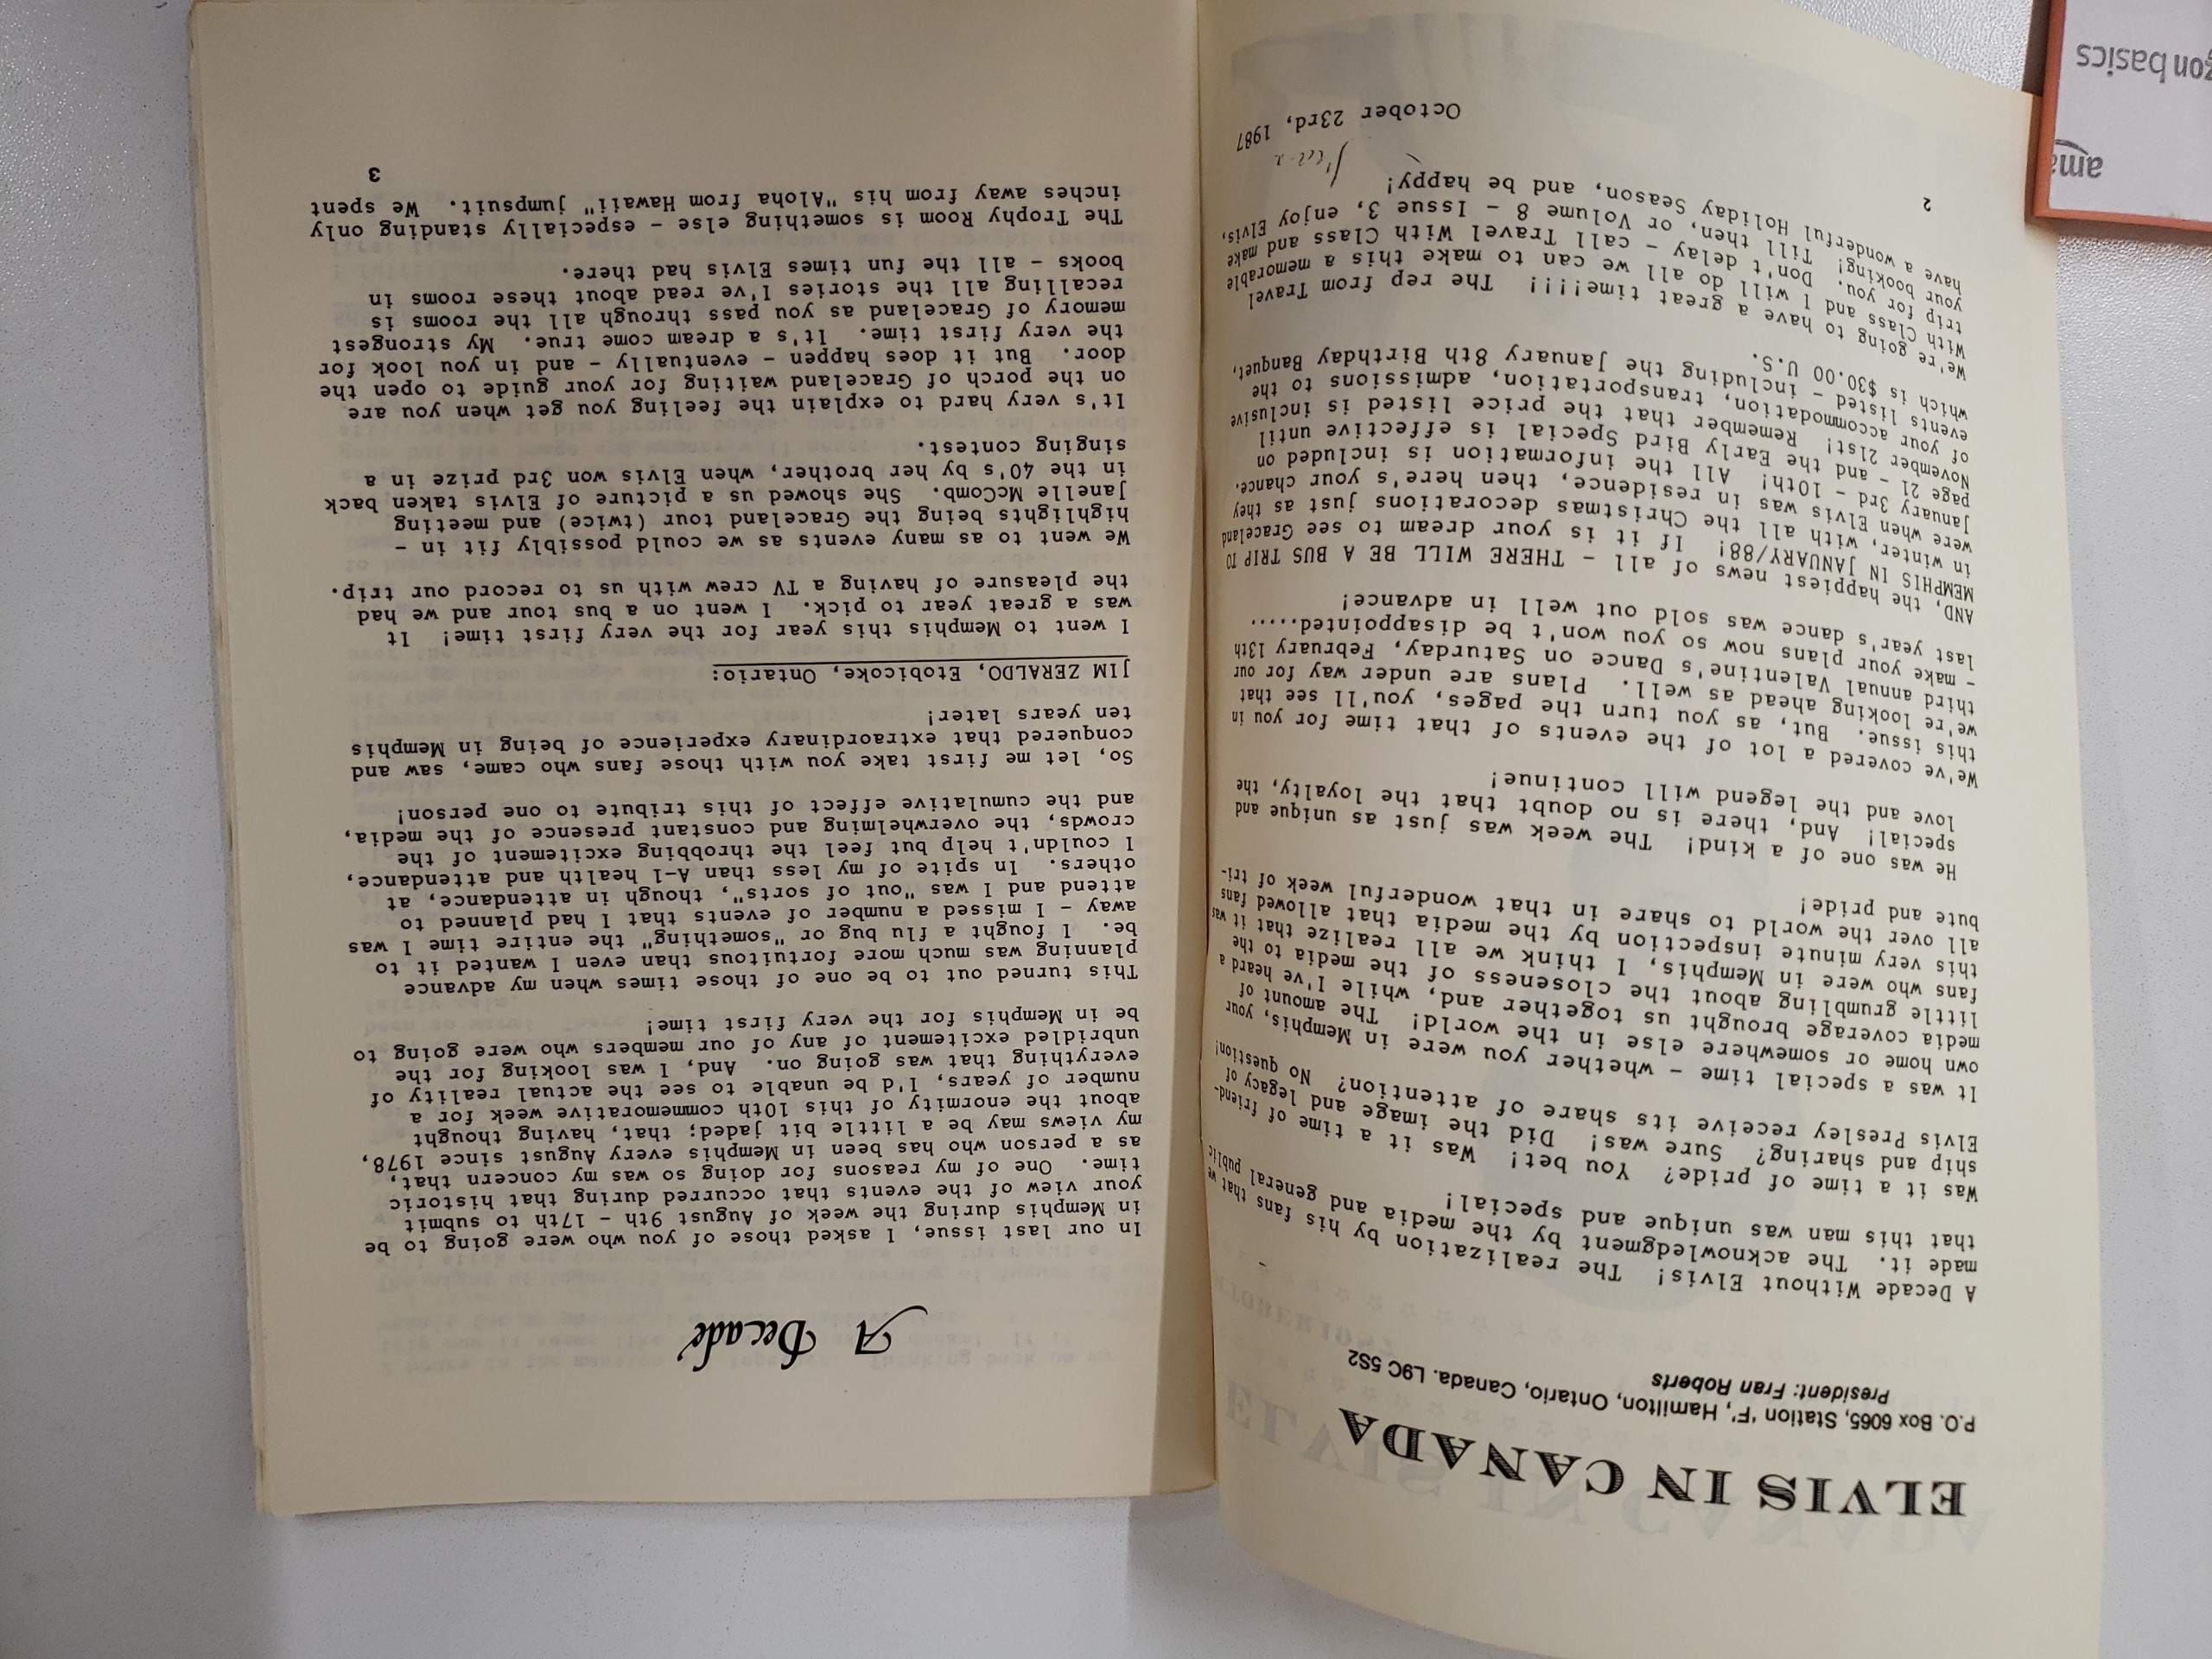 ELVIS IN CANADA
P.O. Box 6065, Station 'F', Hamilton, Ontario, Canada. L9C 5S2
President: Fran Roberts
A Decade Without Elvis! The realization by his fans that we
made it. The acknowledgment by the media and general public
that this man was unique and special!
Was it a time of pride? You bet! Was it a time of friend-
ship and sharing? Sure was! Did the image and legacy of
Elvis Presley receive its share of attention? No question!
It was a special time - whether you were in Memphis, your
own home or somewhere else in the world! The amount of
media coverage brought us together and, while I've heard a
little grumbling about the closeness of the media to the
fans who were in Memphis, I think we all realize that it was
this very minute inspection by the media that allowed fans
all over the world to share in that wonderful week of tri-
bute and pride!
He was one of a kind! The week was just as unique and
special! And, there is no doubt that the loyalty, the
love and the legend will continue!
We've covered a lot of the events of that time for you in
this issue. But, as you turn the pages, you'll see that
we're looking ahead as well. Plans are under way for our
third annual Valentine's Dance on Saturday, February 13th
- make your plans now so you won't be disappointed.....
last year's dance was sold out well in advance!
AND, the happiest news of all - THERE WILL BE A BUS TRIP TO
MEMPHIS IN JANUARY/88! If it is your dream to see Graceland
in winter, with all the Christmas decorations just as they
were when Elvis was in residence, then here's your chance.
January 3rd - 10th! All the information is included on
page 21 - and the Early Bird Special is effective until
November 21st! Remember that the price listed is inclusive
of your accommodation, transportation, admissions to the
events listed - including the January 8th Birthday Banquet,
which is $30.00 U.S.
We're going to have a great time!!!! The rep from Travel
With Class and I will do all we can to make this a memorable
trip for you. Don't delay - call Travel With Class and make
your booking! Till then, or Volume 8 - Issue 3, enjoy Elvis,
have a wonderful Holiday Season, and be happy!
Fran
October 23rd, 1987
2
A Decade
In our last issue, I asked those of you who were going to be
in Memphis during the week of August 9th - 17th to submit
your view of the events that occurred during that historic
time. One of my reasons for doing so was my concern that,
as a person who has been in Memphis every August since 1978,
my views may be a little bit jaded; that, having thought
about the enormity of this 10th commemorative week for a
number of years, I'd be unable to see the actual reality of
everything that was going on. And, I was looking for the
unbridled excitement of any of our members who were going to
be in Memphis for the very first time!
This turned out to be one of those times when my advance
planning was much more fortuitous than even I wanted it to
be. I fought a flu bug or "something" the entire time I was
away - I missed a number of events that I had planned to
attend and I was "out of sorts", though in attendance, at
others. In spite of my less than A-1 health and attendance,
I couldn't help but feel the throbbing excitement of the
crowds, the overwhelming and constant presence of the media,
and the cumulative effect of this tribute to one person!
So, let me first take you with those fans who came, saw and
conquered that extraordinary experience of being in Memphis
ten years later!
JIM ZERALDO, Etobicoke, Ontario:
I went to Memphis this year for the very first time! It
was a great year to pick. I went on a bus tour and we had
the pleasure of having a TV crew with us to record our trip.
We went to as many events as we could possibly fit in -
highlights being the Graceland tour (twice) and meeting
Janelle McComb. She showed us a picture of Elvis taken back
in the 40's by her brother, when Elvis won 3rd prize in a
singing contest.
It's very hard to explain the feeling you get when you are
on the porch of Graceland waiting for your guide to open the
door. But it does happen - eventually - and in you look for
the very first time. It's a dream come true. My strongest
memory of Graceland as you pass through all the rooms is
recalling all the stories I've read about these rooms in
books - all the fun times Elvis had there.
The Trophy Room is something else - especially standing only
inches away from his "Aloha from Hawaii" jumpsuit. We spent
3
ama
zon basics